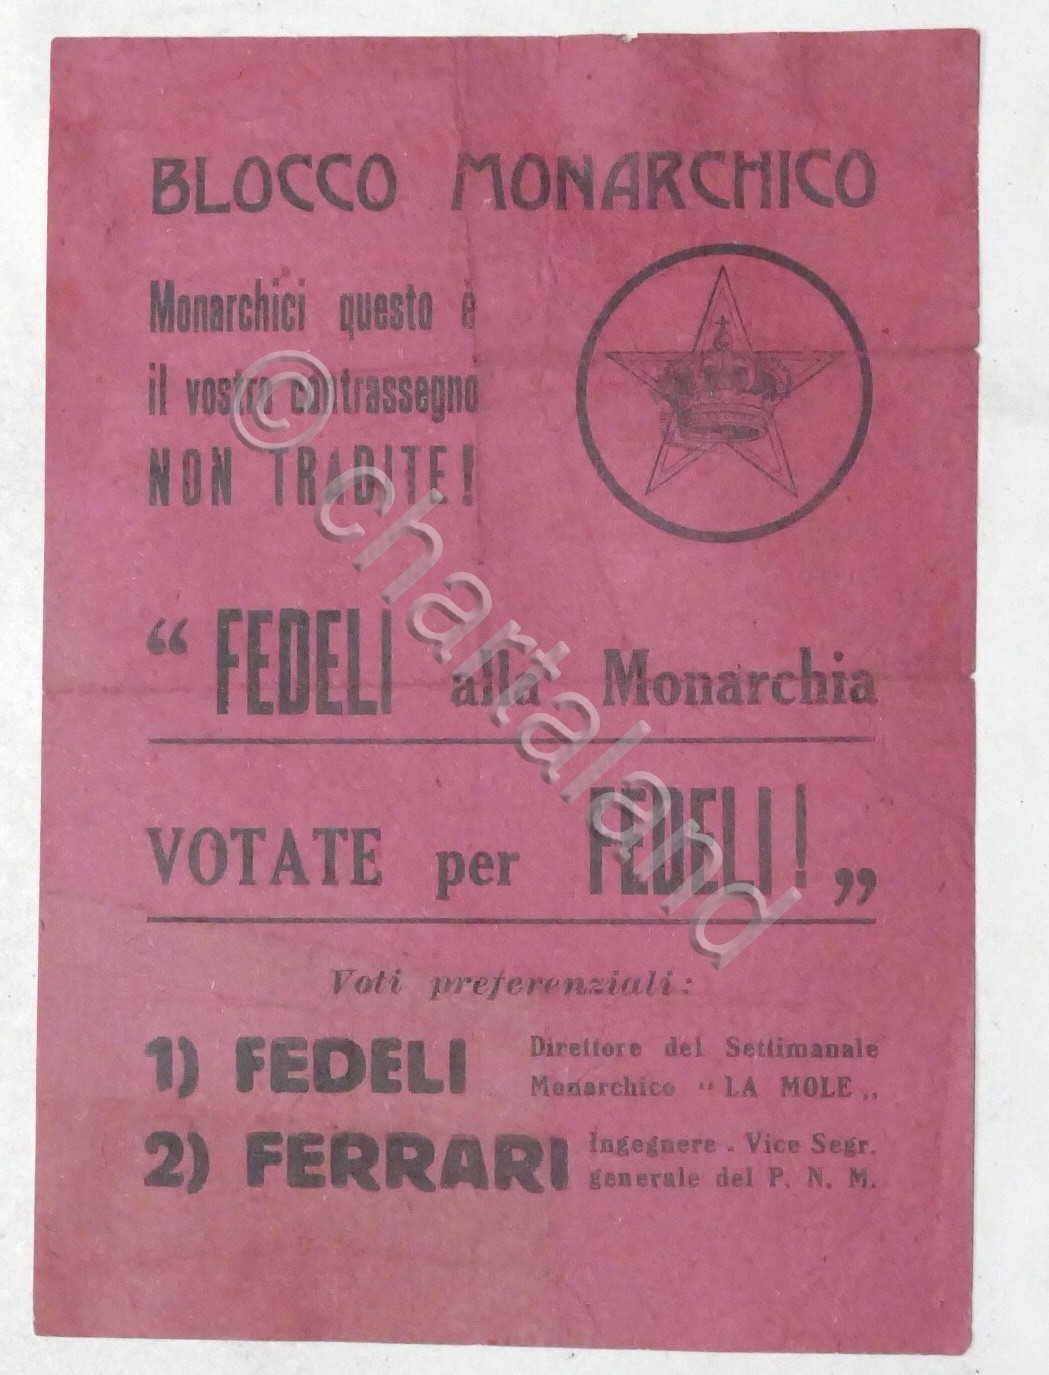 BLOCCO MONARCHICO
Monarchici questo è
il vostro contrassegno
NON TRADITE!
“ FEDELI alla Monarchia
VOTATE per FEDELI! „
Voti preferenziali:
1) FEDELI Direttore del Settimanale
Monarchico “ LA MOLE „
2) FERRARI Ingegnere - Vice Segr.
generale del P. N. M.
© chartaland